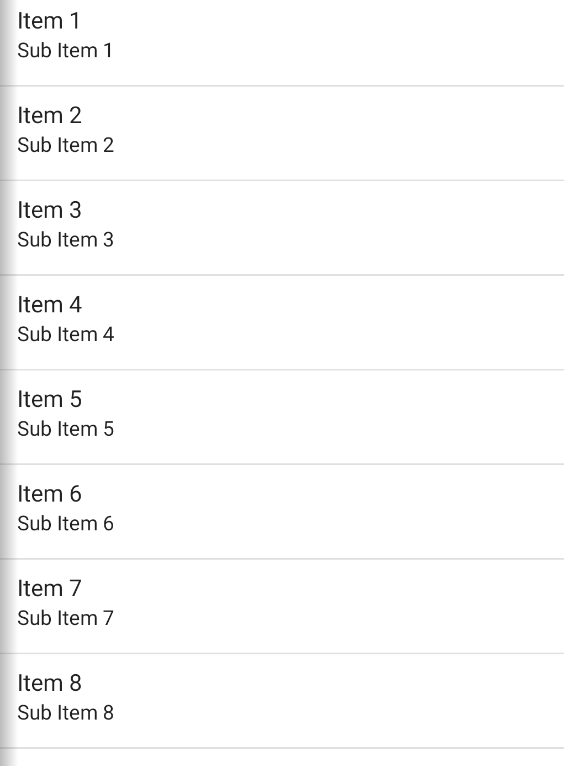 Item 1
Sub Item 1
Item 2
Sub Item 2
Item 3
Sub Item 3
Item 4
Sub Item 4
Item 5
Sub Item 5
Item 6
Sub Item 6
Item 7
Sub Item 7
Item 8
Sub Item 8